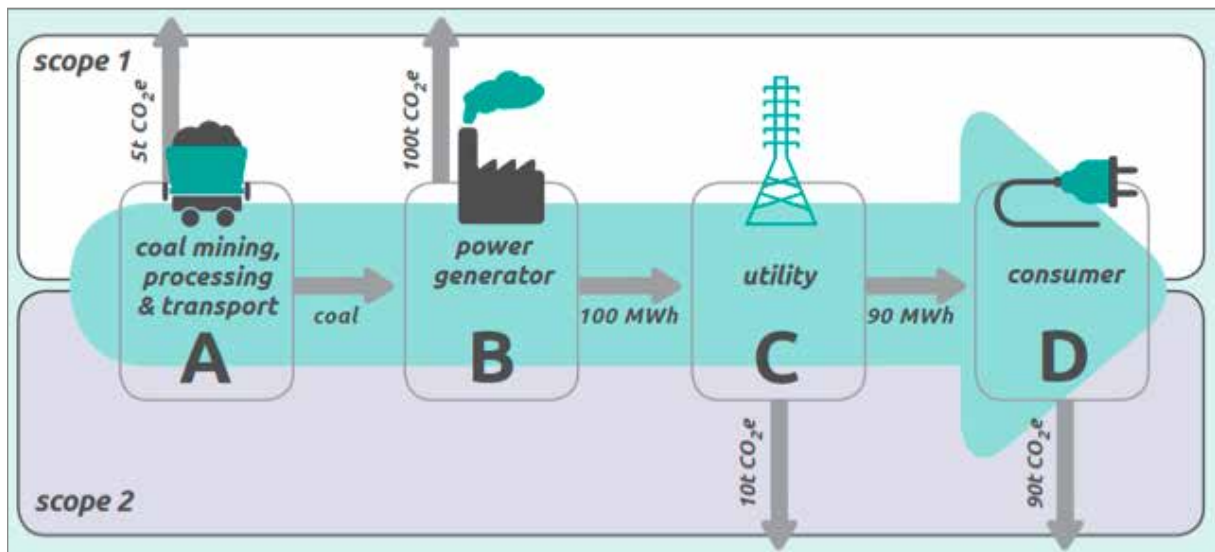 scope 1
5t CO₂e
100t CO₂e
coal mining,
processing
& transport
A
coal
power
generator
B
100 MWh
utility
C
90 MWh
consumer
D
scope 2
10t CO₂e
90t CO₂e